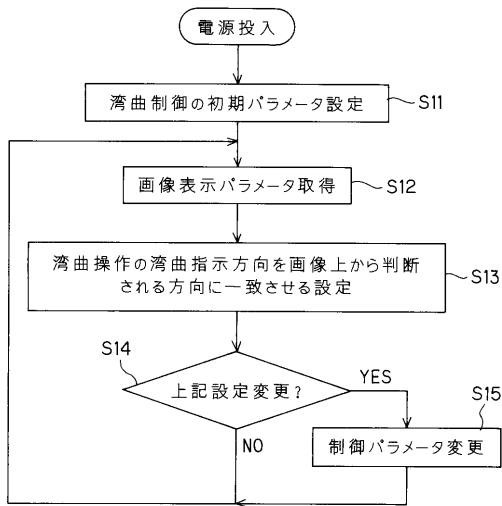 電源投入
湾曲制御の初期パラメータ設定
S11
画像表示パラメータ取得
S12
湾曲操作の湾曲指示方向を画像上から判断
される方向に一致させる設定
S13
S14
上記設定変更?
YES
S15
制御パラメータ変更
NO